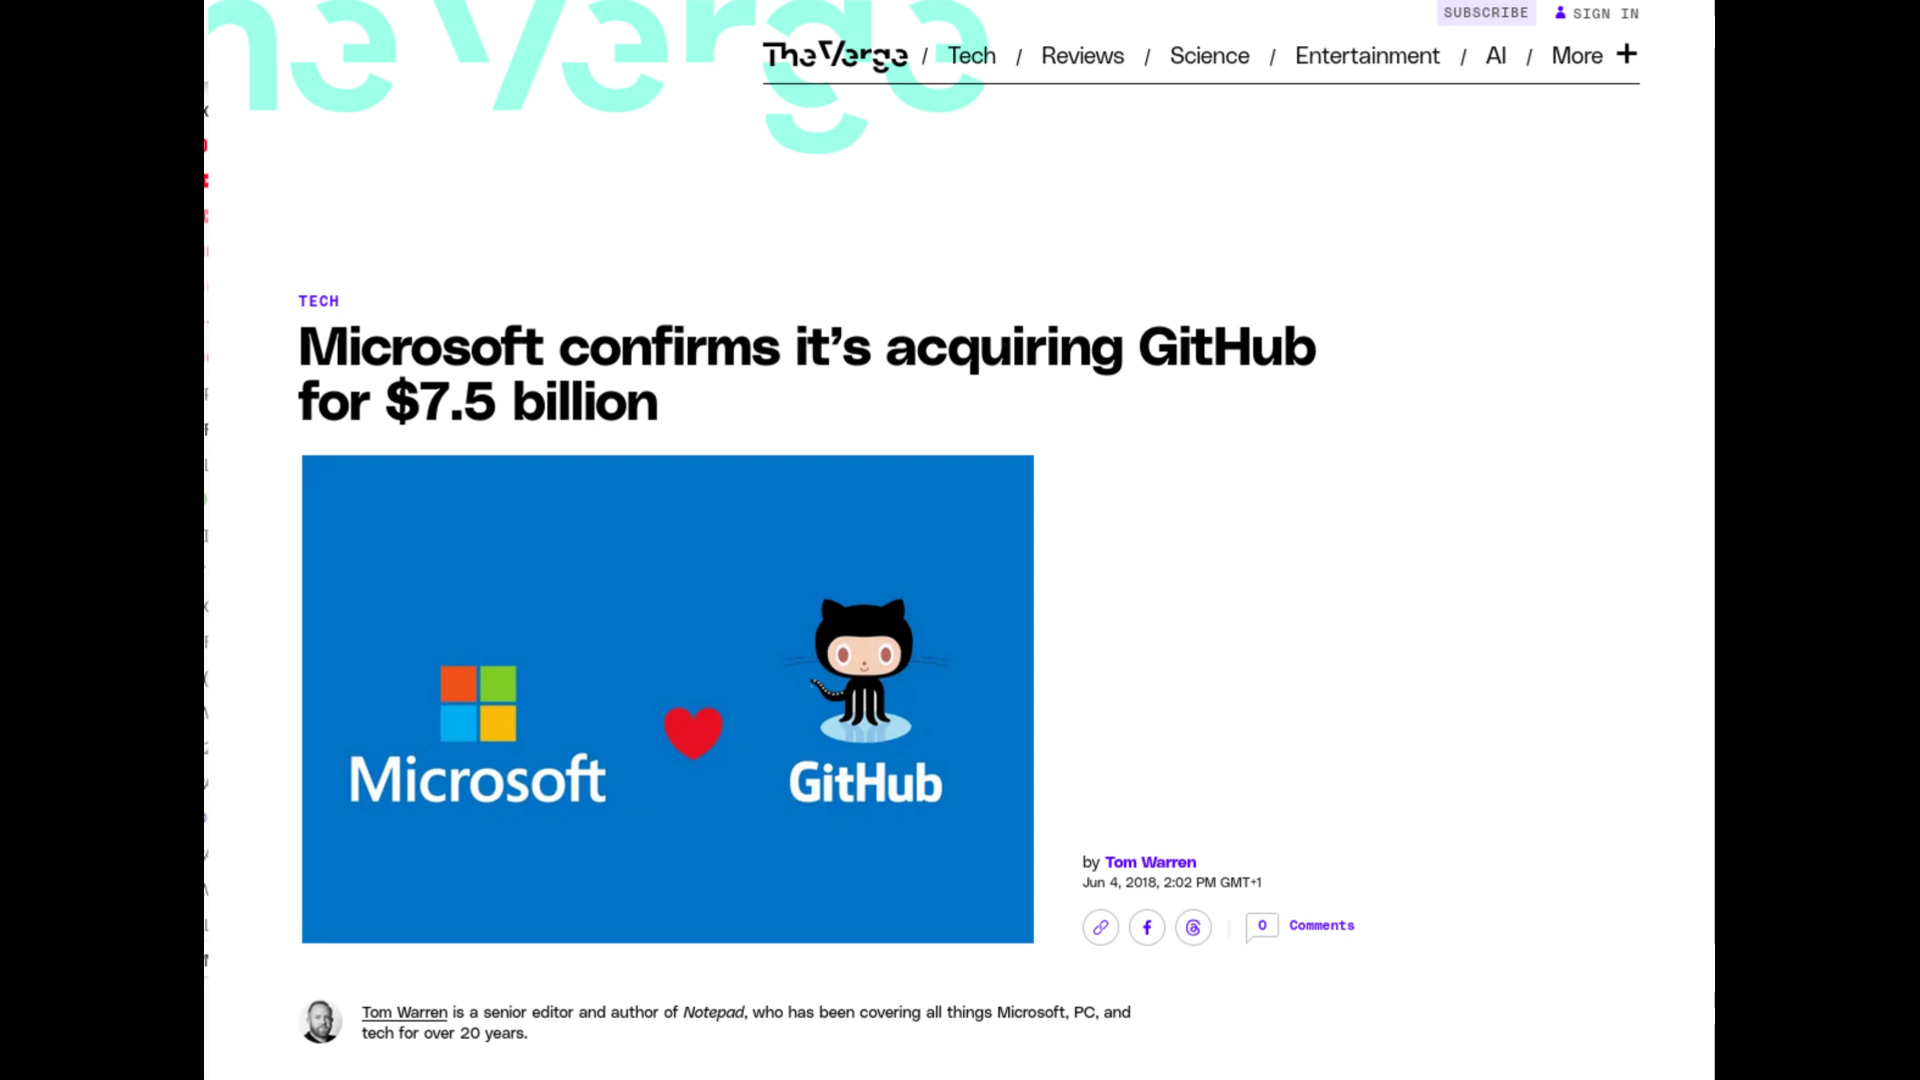 The Verge
SUBSCRIBE
SIGN IN
The Verge / Tech / Reviews / Science / Entertainment / AI / More +
TECH
Microsoft confirms it’s acquiring GitHub
for $7.5 billion
Microsoft
GitHub
by Tom Warren
Jun 4, 2018, 2:02 PM GMT+1
0 Comments
Tom Warren is a senior editor and author of Notepad, who has been covering all things Microsoft, PC, and
tech for over 20 years.